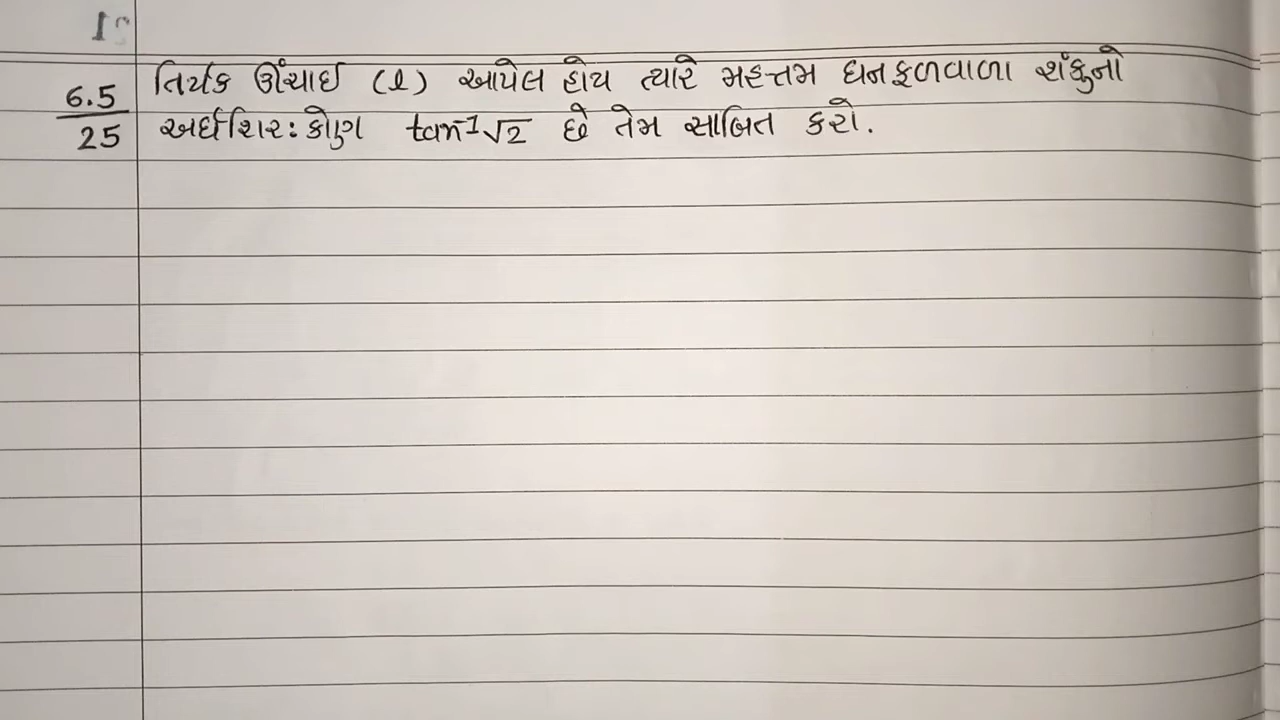 6.5 તિર્યક ઊંચાઈ (l) આપેલ હોય ત્યારે મહત્તમ ઘનફળવાળા શંકુનો
25 અર્ધશિરઃકોણ tan⁻¹√2 છે તેમ સાબિત કરો.